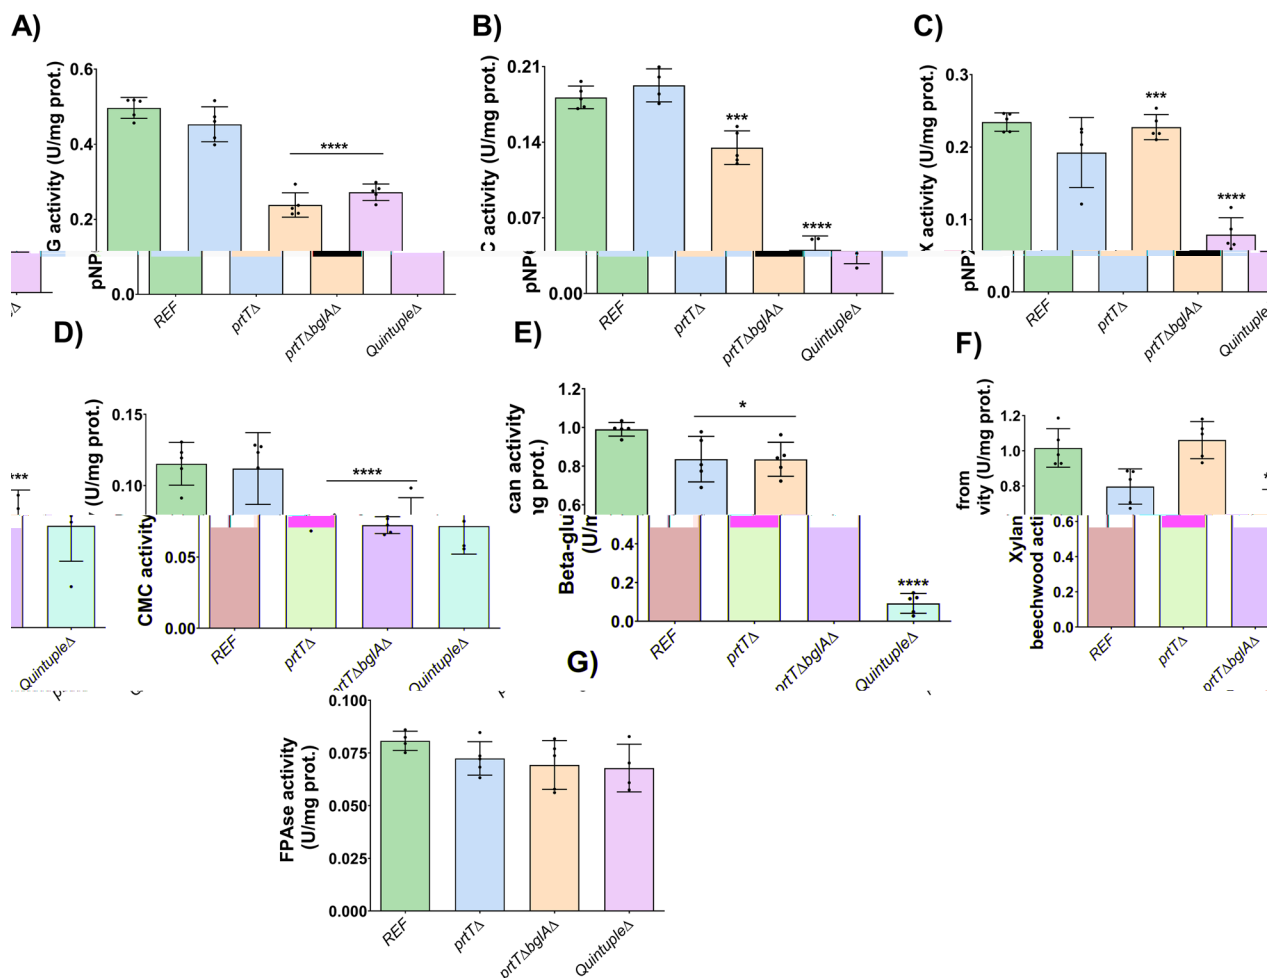 A)
B)
C)
G activity (U/mg prot.)
pNP
0.6
0.4
0.2
0.0
****
REF
prtTΔ
prtTΔbglAΔ
QuintupleΔ
C activity (U/mg prot.)
pNP
0.21
0.14
0.07
0.00
***
****
REF
prtTΔ
prtTΔbglAΔ
QuintupleΔ
X activity (U/mg prot.)
pNP
0.3
0.2
0.1
0.0
***
****
REF
prtTΔ
prtTΔbglAΔ
D)
E)
F)
***
QuintupleΔ
CMC activity
(U/mg prot.)
0.15
0.10
0.05
0.00
****
REF
prtTΔ
prtTΔbglAΔ
QuintupleΔ
Beta-glu
can activity
(U/m
ng prot.)
1.2
1.0
0.8
0.6
0.4
0.2
0.0
*
****
REF
prtTΔ
prtTΔbglAΔ
QuintupleΔ
Xylan
from
beechwood acti
vity (U/mg prot.)
1.2
1.0
0.8
0.6
0.4
0.2
0.0
REF
prtTΔ
prtTΔbglAΔ
G)
FPAse activity
(U/mg prot.)
0.100
0.075
0.050
0.025
0.000
REF
prtTΔ
prtTΔbglAΔ
QuintupleΔ